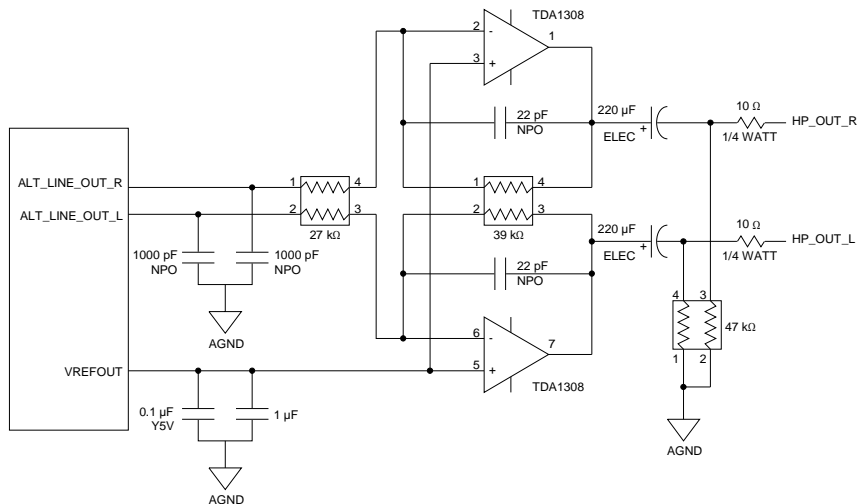 TDA1308
2
-
1
3
+
22 pF
NPO
220 µF
ELEC
+
10 Ω
1/4 WATT
HP_OUT_R
ALT_LINE_OUT_R
ALT_LINE_OUT_L
1
4
2
3
27 kΩ
1
4
2
3
39 kΩ
1000 pF
NPO
1000 pF
NPO
AGND
22 pF
NPO
220 µF
ELEC
+
10 Ω
1/4 WATT
HP_OUT_L
4
3
47 kΩ
1
2
AGND
VREFOUT
6
-
7
5
+
TDA1308
0.1 µF
Y5V
1 µF
AGND